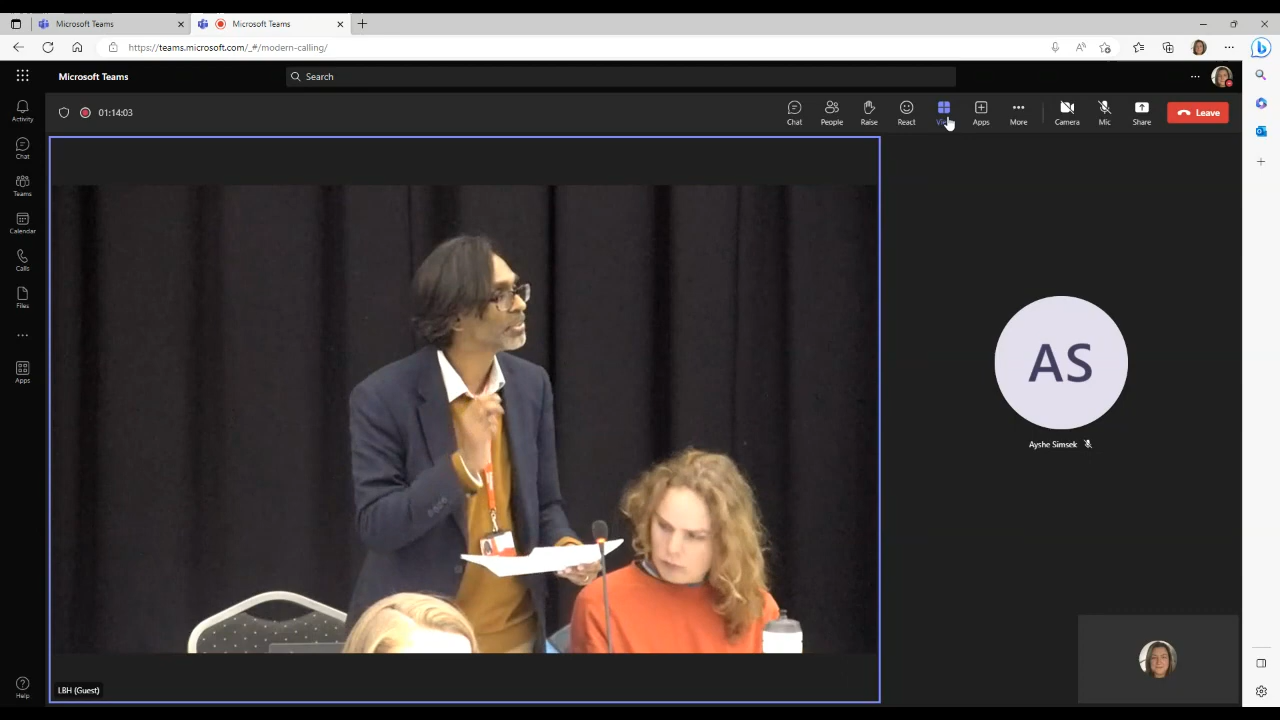 Microsoft Teams
Microsoft Teams
https://teams.microsoft.com/_#/modern-calling/
Microsoft Teams
Search
01:14:03
Chat
People
Raise
React
View
Apps
More
Camera
Mic
Share
Leave
Activity
Chat
Teams
Calendar
Calls
Files
Apps
Help
AS
Ayshe Simsek
LBH (Guest)